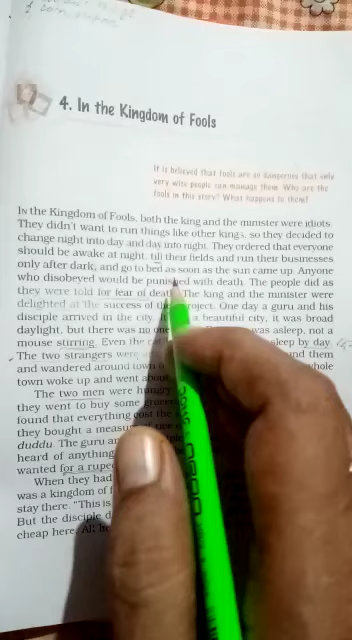 4. In the Kingdom of Fools
It is believed that fools are so dangerous that only
very wise people can manage them. Who are the
fools in this story? What happens to them?
IN the Kingdom of Fools, both the king and the minister were idiots.
They didn't want to run things like other kings, so they decided to
change night into day and day into night. They ordered that everyone
should be awake at night, till their fields and run their businesses
only after dark, and go to bed as soon as the sun came up. Anyone
who disobeyed would be punished with death. The people did as
they were told for fear of death. The king and the minister were
delighted at the success of the project. One day a guru and his
disciple arrived in the city. a beautiful city, it was broad
daylight, but there was no one was asleep, not a
mouse stirring. Even the sleep by day
The two strangers were and them
and wandered around town whole
town woke up and went about
The two men were hungry
they went to buy some
found that everything cost the
they bought a measure of
duddu. The guru an
heard of anything
wanted for a rupee
When they had
was a kingdom of f
stay there. "This is
But the disciple d
cheap here. All he